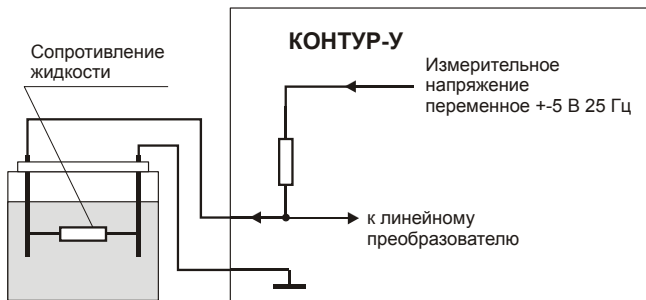 Сопротивление
жидкости
КОНТУР-У
Измерительное
напряжение
переменное +-5 В 25 Гц
к линейному
преобразователю